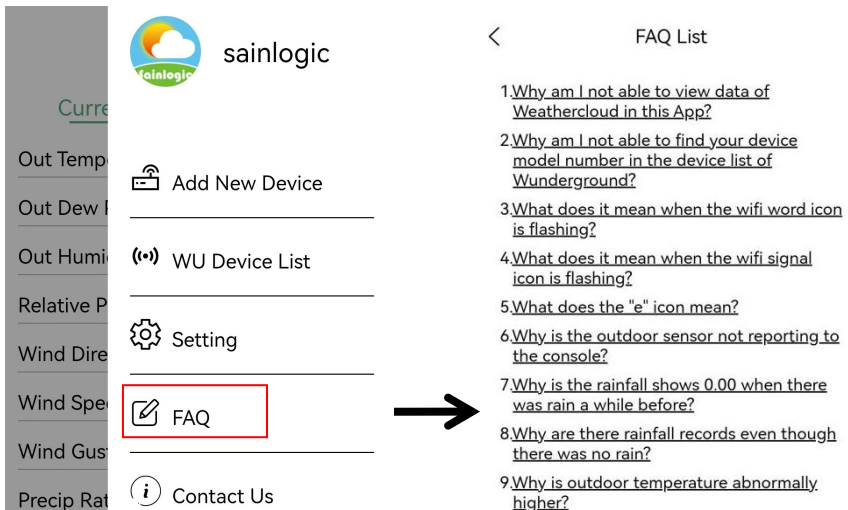 Curre
Out Temp
Out Dew
Out Humi
Relative P
Wind Dire
Wind Spe
Wind Gus
Precip Rat
sainlogic
sainlogic
Add New Device
WU Device List
Setting
FAQ
Contact Us
FAQ List
1.Why am I not able to view data of
Weathercloud in this App?
2.Why am I not able to find your device
model number in the device list of
Wunderground?
3.What does it mean when the wifi word icon
is flashing?
4.What does it mean when the wifi signal
icon is flashing?
5.What does the "e" icon mean?
6.Why is the outdoor sensor not reporting to
the console?
7.Why is the rainfall shows 0.00 when there
was rain a while before?
8.Why are there rainfall records even though
there was no rain?
9.Why is outdoor temperature abnormally
higher?